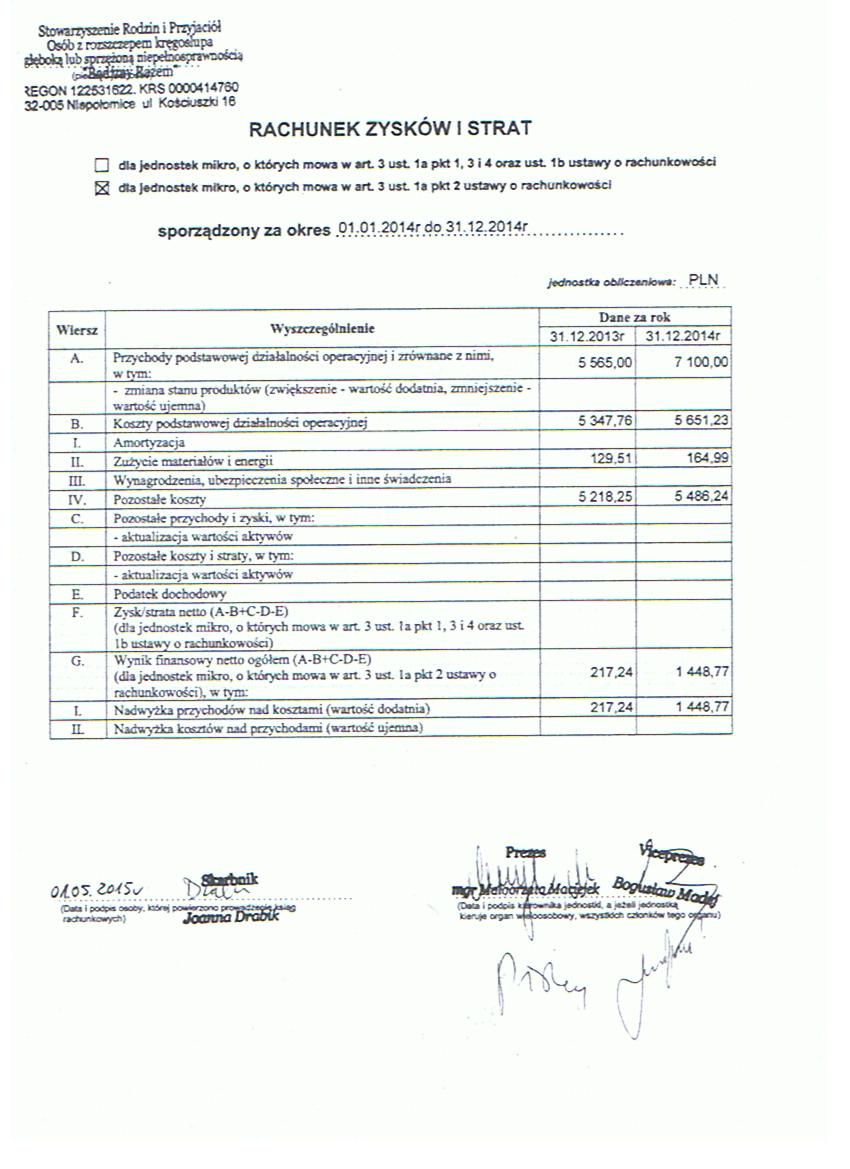 Stowarzyszenie Rodzin i Przyjaciół
Osób z rozszczepem kręgosłupa
głęboką lub sprzężoną niepełnosprawnością
"Bądźmy Razem"
REGON 122531622. KRS 0000414760
32-005 Niepołomice ul Kościuszki 16
RACHUNEK ZYSKÓW I STRAT
dla jednostek mikro, o których mowa w art. 3 ust. 1a pkt 1, 3 i 4 oraz ust. 1b ustawy o rachunkowości
dla jednostek mikro, o których mowa w art. 3 ust. 1a pkt 2 ustawy o rachunkowości
sporządzony za okres 01.01.2014r do 31.12.2014r
jednostka obliczeniowa: PLN
Wiersz Wyszczególnienie Dane za rok
31.12.2013r 31.12.2014r
A. Przychody podstawowej działalności operacyjnej i zrównane z nimi, 5 565,00 7 100,00
w tym:
- zmiana stanu produktów (zwiększenie - wartość dodatnia, zmniejszenie -
wartość ujemna)
B. Koszty podstawowej działalności operacyjnej 5 347,76 5 651,23
I. Amortyzacja
II. Zużycie materiałów i energii 129,51 164,99
III. Wynagrodzenia, ubezpieczenia społeczne i inne świadczenia
IV. Pozostałe koszty 5 218,25 5 486,24
C. Pozostałe przychody i zyski, w tym:
- aktualizacja wartości aktywów
D. Pozostałe koszty i straty, w tym:
- aktualizacja wartości aktywów
E. Podatek dochodowy
F. Zysk/strata netto (A-B+C-D-E)
(dla jednostek mikro, o których mowa w art. 3 ust. 1a pkt 1, 3 i 4 oraz ust.
1b ustawy o rachunkowości)
G. Wynik finansowy netto ogółem (A-B+C-D-E)
(dla jednostek mikro, o których mowa w art. 3 ust. 1a pkt 2 ustawy o 217,24 1 448,77
rachunkowości), w tym:
I. Nadwyżka przychodów nad kosztami (wartość dodatnia) 217,24 1 448,77
II. Nadwyżka kosztów nad przychodami (wartość ujemna)
Prezes Viceprezes
01.05.2015r Skarbnik
mgr Małgorzata Maciejek Bogusław Maciej
(Data i podpis osoby, której powierzono prowadzenie ksiąg
rachunkowych)
Joanna Drabik
(Data i podpis kierownika jednostki, a jeżeli jednostką
kieruje organ wieloosobowy, wszystkich członków tego organu)